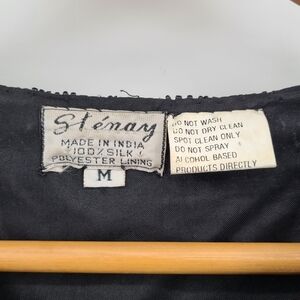 Sténay
MADE IN INDIA
100% SILK
POLYESTER LINING
M
DO NOT WASH
DO NOT DRY CLEAN
SPOT CLEAN ONLY
DO NOT SPRAY
ALCOHOL BASED
PRODUCTS DIRECTLY